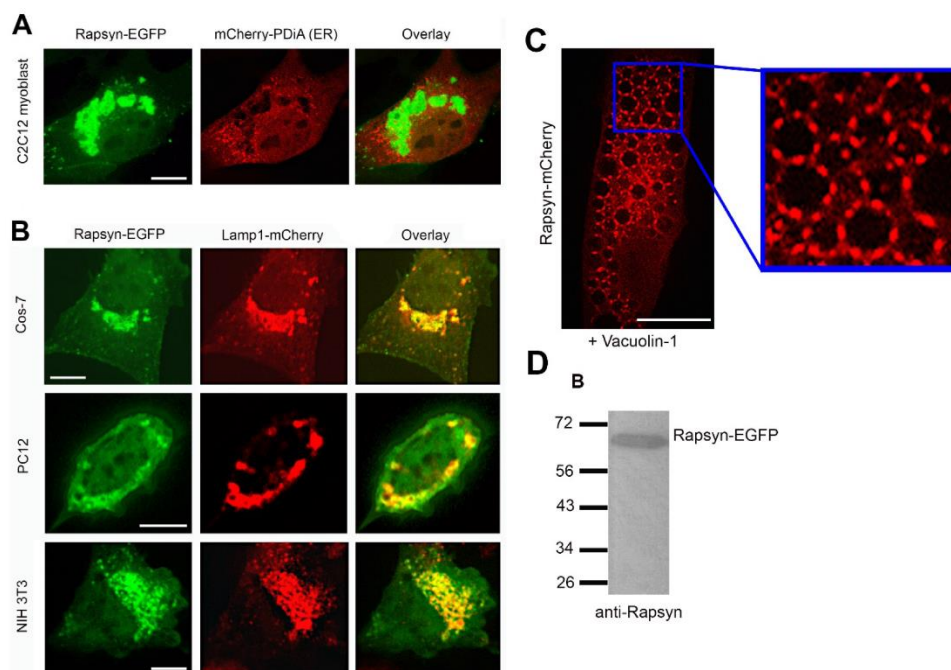 A
Rapsyn-EGFP
mCherry-PDiA (ER)
Overlay
C2C12 myoblast
B
Rapsyn-EGFP
Lamp1-mCherry
Overlay
Cos-7
PC12
NIH 3T3
C
Rapsyn-mCherry
+ Vacuolin-1
D
B
72
Rapsyn-EGFP
56
43
34
26
anti-Rapsyn